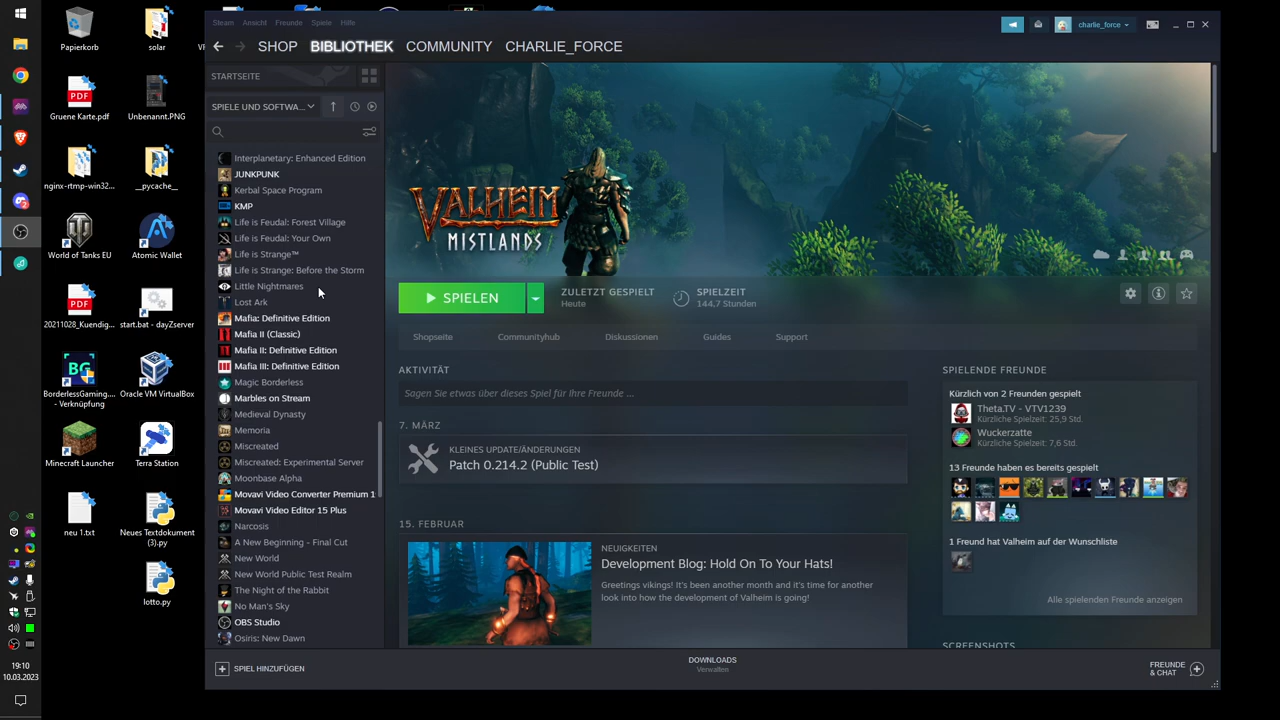 Papierkorb
solar
Gruene Karte.pdf
Unbenannt.PNG
nginx-rtmp-win32...
__pycache__
World of Tanks EU
Atomic Wallet
20211028_Kuendig...
start.bat - dayZserver
BorderlessGaming....
- Verknüpfung
Oracle VM VirtualBox
Minecraft Launcher
Terra Station
neu 1.txt
Neues Textdokument
(3).py
lotto.py
19:10
10.03.2023
Steam Ansicht Freunde Spiele Hilfe
charlie_force
SHOP BIBLIOTHEK COMMUNITY CHARLIE_FORCE
STARTSEITE
SPIELE UND SOFTWA...
Interplanetary: Enhanced Edition
JUNKPUNK
Kerbal Space Program
KMP
Life is Feudal: Forest Village
Life is Feudal: Your Own
Life is Strange™
Life is Strange: Before the Storm
Little Nightmares
Lost Ark
Mafia: Definitive Edition
Mafia II (Classic)
Mafia II: Definitive Edition
Mafia III: Definitive Edition
Magic Borderless
Marbles on Stream
Medieval Dynasty
Memoria
Miscreated
Miscreated: Experimental Server
Moonbase Alpha
Movavi Video Converter Premium 1
Movavi Video Editor 15 Plus
Narcosis
A New Beginning - Final Cut
New World
New World Public Test Realm
The Night of the Rabbit
No Man's Sky
OBS Studio
Osiris: New Dawn
SPIEL HINZUFÜGEN
VALHEIM
MISTLANDS
SPIELEN
ZULETZT GESPIELT
Heute
SPIELZEIT
144,7 Stunden
Shopseite Communityhub Diskussionen Guides Support
AKTIVITÄT
Sagen Sie etwas über dieses Spiel für Ihre Freunde ...
7. MÄRZ
KLEINES UPDATE/ÄNDERUNGEN
Patch 0.214.2 (Public Test)
15. FEBRUAR
NEUIGKEITEN
Development Blog: Hold On To Your Hats!
Greetings vikings! It's been another month and it's time for another
look into how the development of Valheim is going!
SPIELENDE FREUNDE
Kürzlich von 2 Freunden gespielt
Theta.TV - VTV1239
Kürzliche Spielzeit: 25,9 Std.
Wuckerzatte
Kürzliche Spielzeit: 7,6 Std.
13 Freunde haben es bereits gespielt
1 Freund hat Valheim auf der Wunschliste
Alle spielenden Freunde anzeigen
SCREENSHOTS
DOWNLOADS
Verwalten
FREUNDE
& CHAT